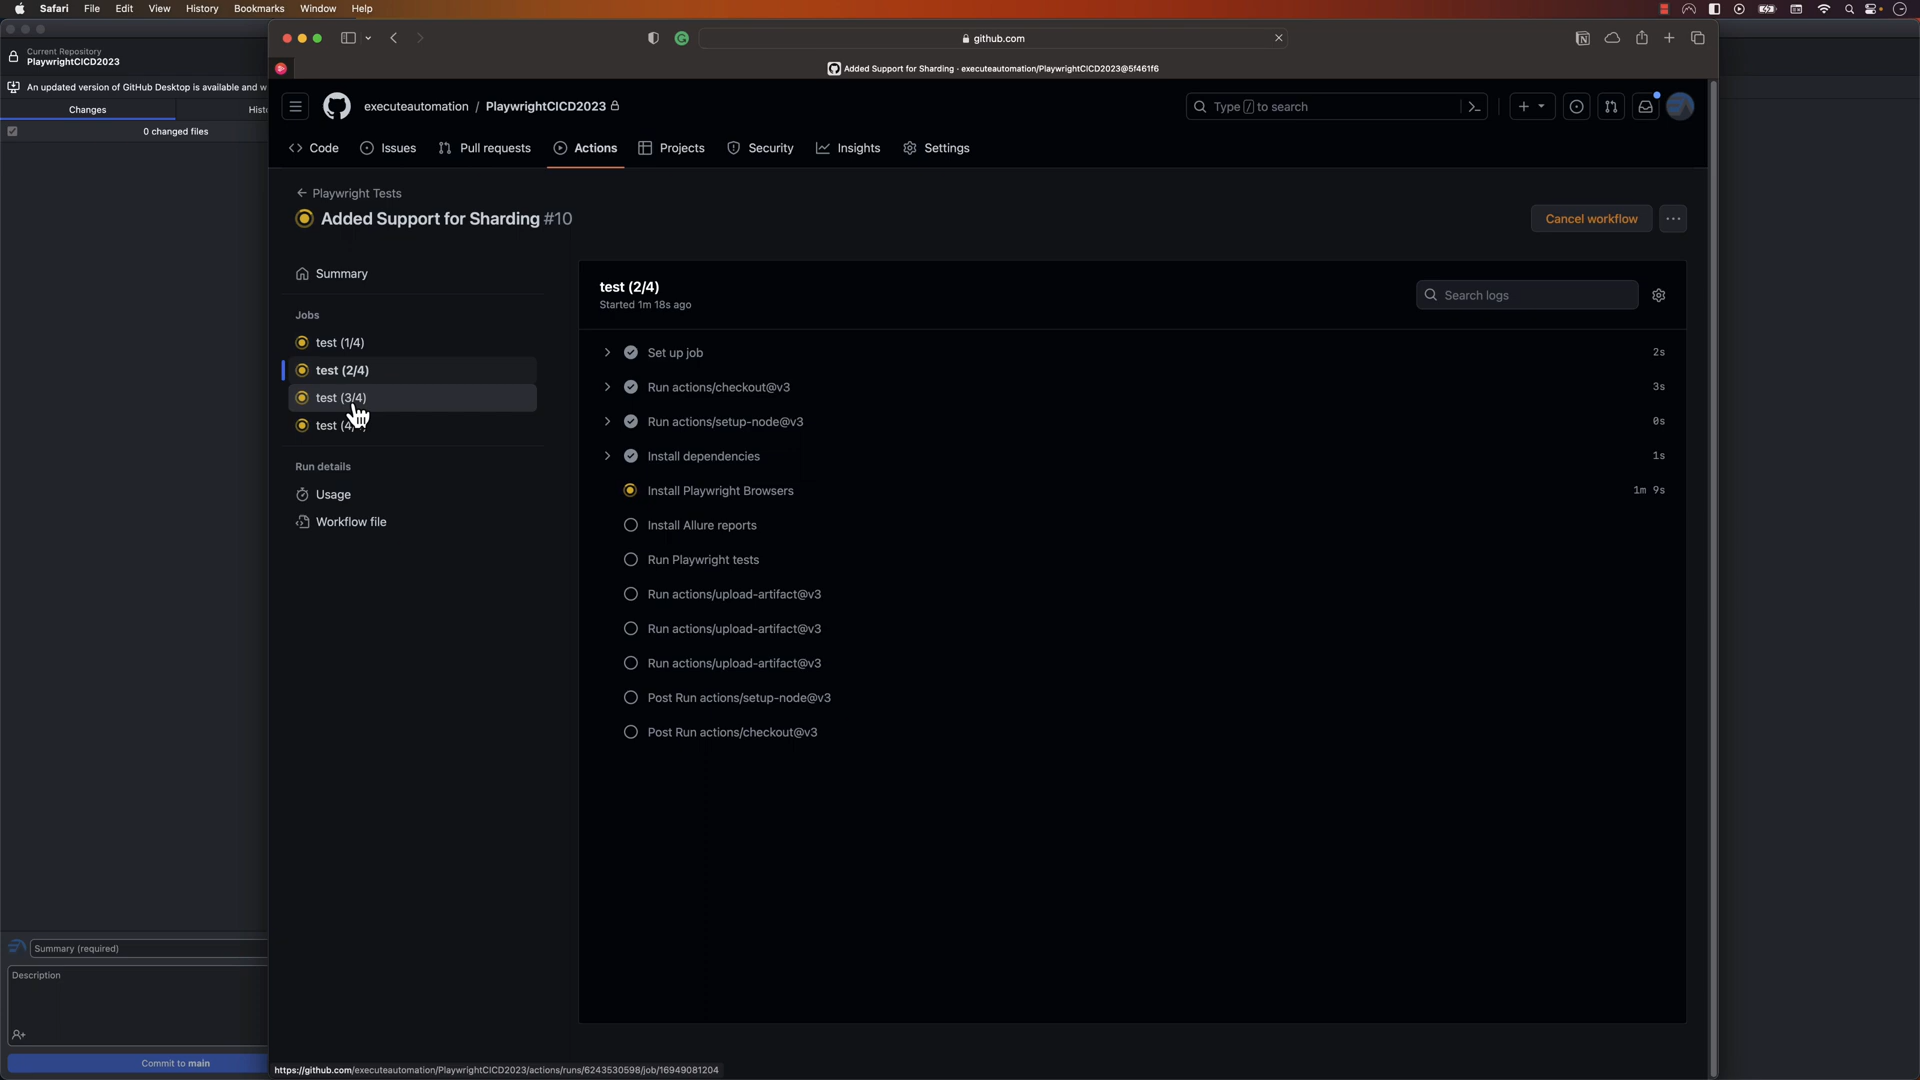 Safari File Edit View History Bookmarks Window Help
Current Repository
PlaywrightCICD2023
An updated version of GitHub Desktop is available and w
Changes
Histo
0 changed files
github.com
Added Support for Sharding · executeautomation/PlaywrightCICD2023@5f461f6
executeautomation / PlaywrightCICD2023
Type / to search
Code Issues Pull requests Actions Projects Security Insights Settings
Playwright Tests
Added Support for Sharding #10
Cancel workflow
Summary
Jobs
test (1/4)
test (2/4)
test (3/4)
test (4/
Run details
Usage
Workflow file
test (2/4)
Started 1m 18s ago
Search logs
Set up job 2s
Run actions/checkout@v3 3s
Run actions/setup-node@v3 0s
Install dependencies 1s
Install Playwright Browsers 1m 9s
Install Allure reports
Run Playwright tests
Run actions/upload-artifact@v3
Run actions/upload-artifact@v3
Run actions/upload-artifact@v3
Post Run actions/setup-node@v3
Post Run actions/checkout@v3
Summary (required)
Description
Commit to main
https://github.com/executeautomation/PlaywrightCICD2023/actions/runs/6243530598/job/16949081204